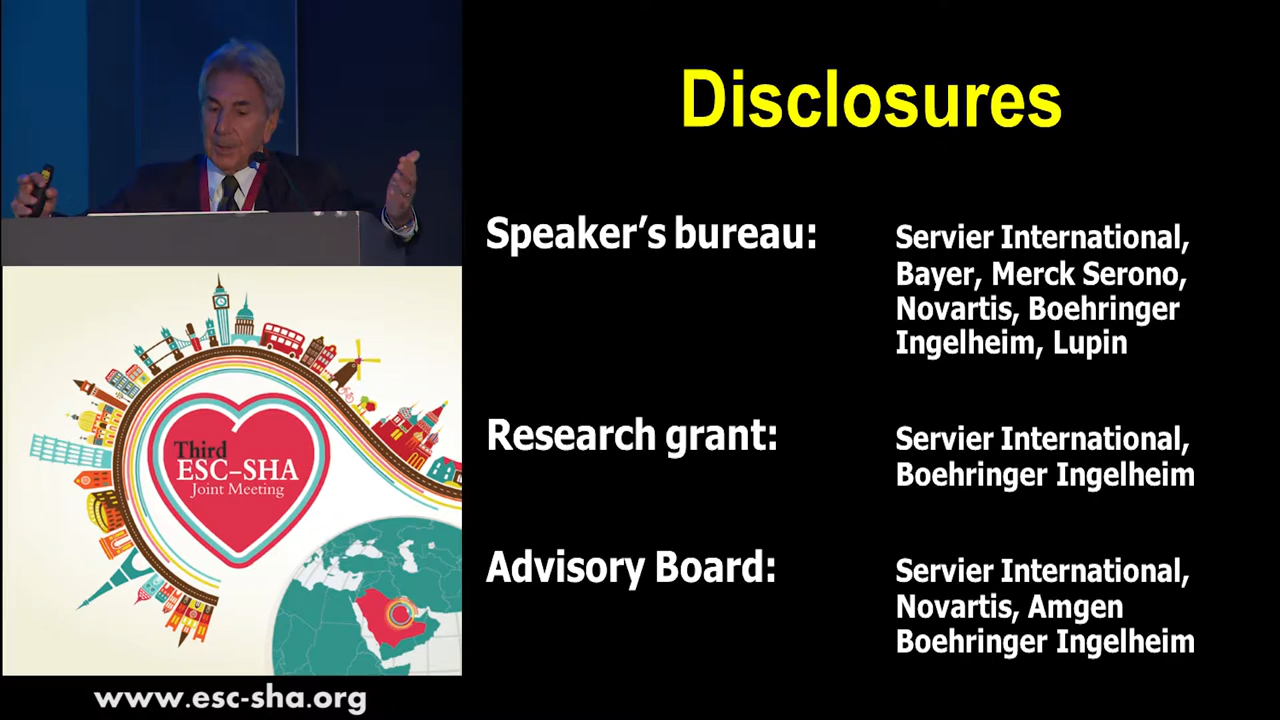 Disclosures
Speaker's bureau:
Servier International,
Bayer, Merck Serono,
Novartis, Boehringer
Ingelheim, Lupin
Research grant:
Servier International,
Boehringer Ingelheim
Advisory Board:
Servier International,
Novartis, Amgen
Boehringer Ingelheim
Third
ESC-SHA
Joint Meeting
www.esc-sha.org